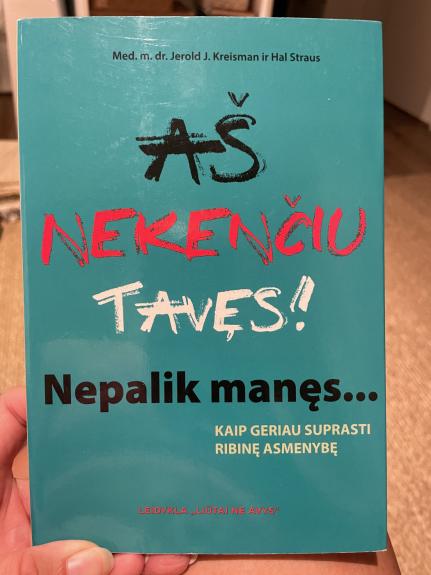 Med. m. dr. Jerold J. Kreisman ir Hal Straus
AŠ
NEKENČIU
TAVĘS!
Nepalik manęs...
KAIP GERIAU SUPRASTI
RIBINĘ ASMENYBĘ
LEIDYKLA „LIŪTAI NE AVYS“